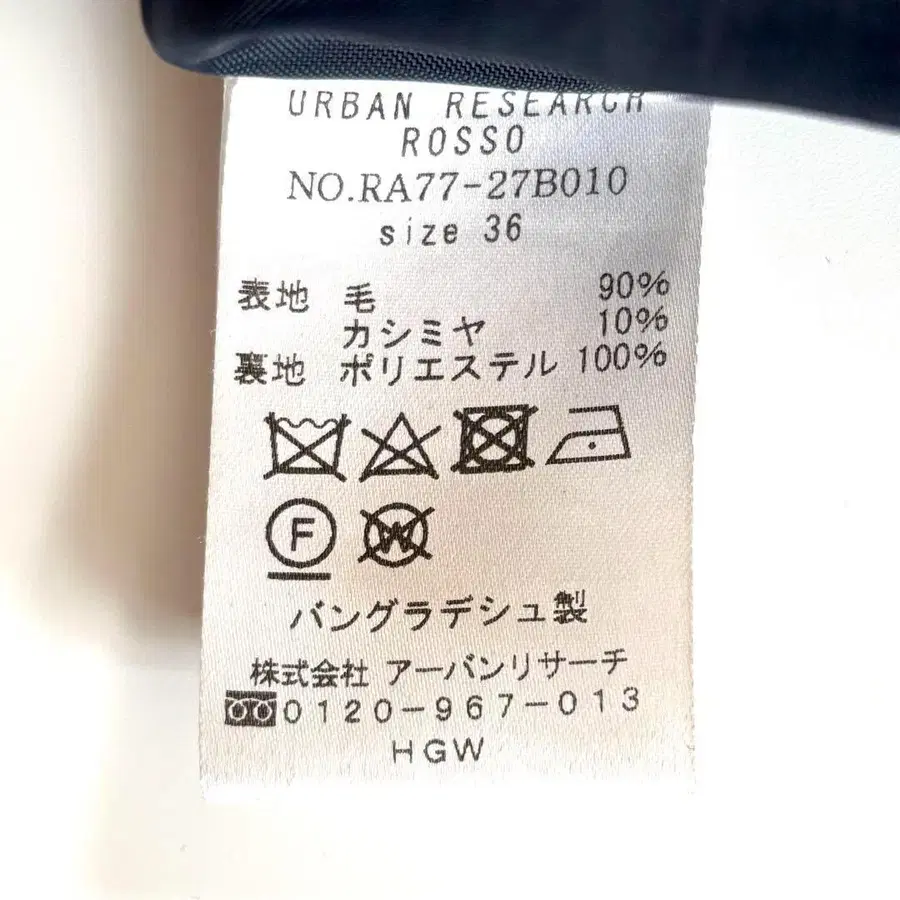 URBAN RESEARCH
ROSSO
NO.RA77-27B010
size 36
表地 毛 90%
カシミヤ 10%
裏地 ポリエステル 100%
F W
バングラデシュ製
株式会社 アーバンリサーチ
0120-967-013
HGW